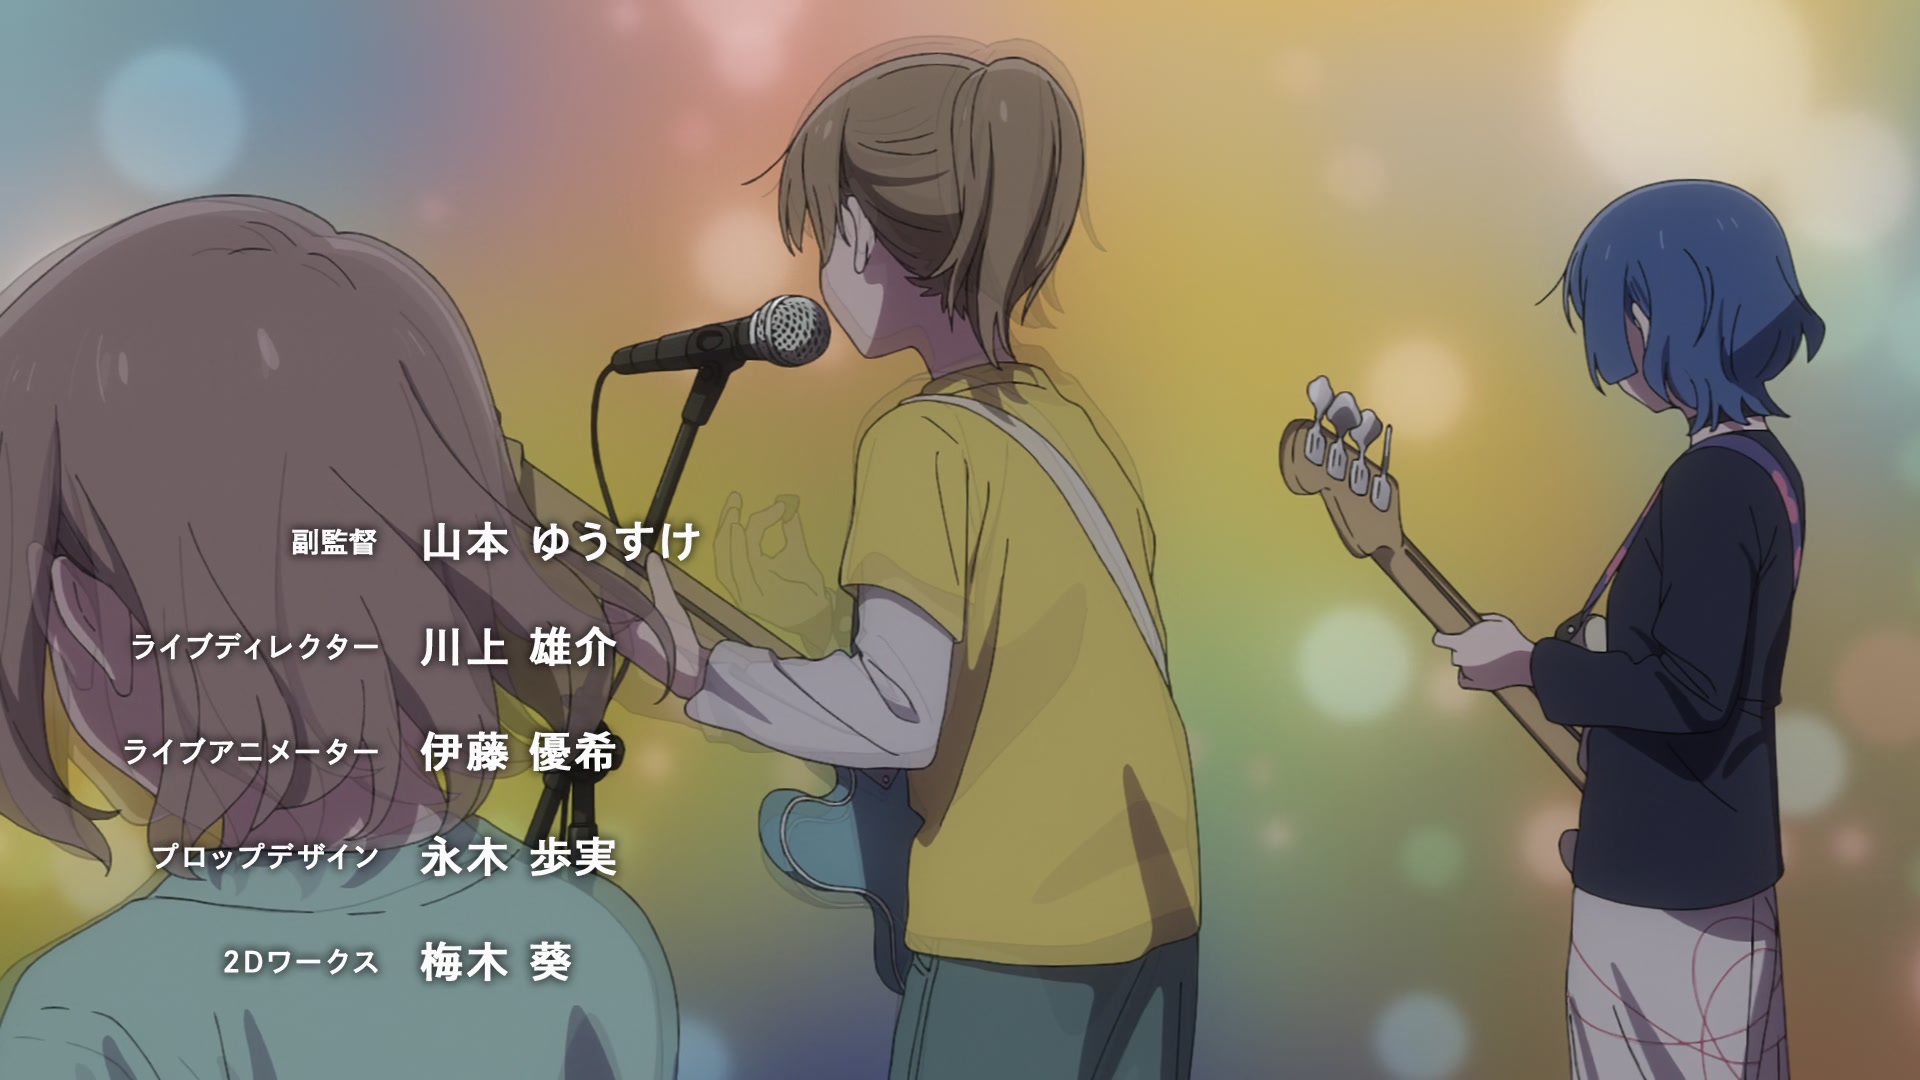 副監督 山本 ゆうすけ
ライブディレクター 川上 雄介
ライブアニメーター 伊藤 優希
プロップデザイン 永木 歩実
2Dワークス 梅木 葵